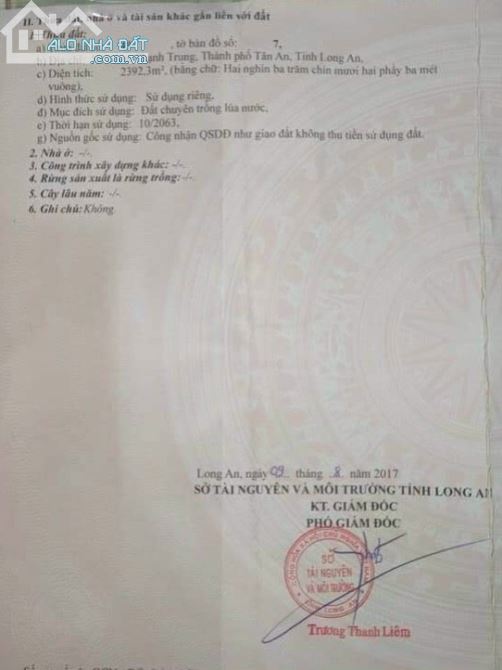 II. nhà ở và tài sản khác gắn liền với đất
ALO NHÀ ĐẤT
.com.vn
1. Thửa đất:
a) , tờ bản đồ số: 7,
b) Địa chỉ ạnh Trung, Thành phố Tân An, Tỉnh Long An,
c) Diện tích: 2392.3m², (bằng chữ: Hai nghìn ba trăm chín mươi hai phẩy ba mét
vuông),
d) Hình thức sử dụng: Sử dụng riêng,
đ) Mục đích sử dụng: Đất chuyên trồng lúa nước,
e) Thời hạn sử dụng: 10/2063,
g) Nguồn gốc sử dụng: Công nhận QSDĐ như giao đất không thu tiền sử dụng đất.
2. Nhà ở: -/-.
3. Công trình xây dựng khác: -/-.
4. Rừng sản xuất là rừng trồng: -/-.
5. Cây lâu năm: -/-.
6. Ghi chú: Không.
Long An, ngày 09 tháng 8 năm 2017
SỞ TÀI NGUYÊN VÀ MÔI TRƯỜNG TỈNH LONG AN
KT. GIÁM ĐỐC
PHÓ GIÁM ĐỐC
SỞ
TÀI NGUYÊN
VÀ MÔI TRƯỜNG
TỈNH LONG AN
Trương Thanh Liêm